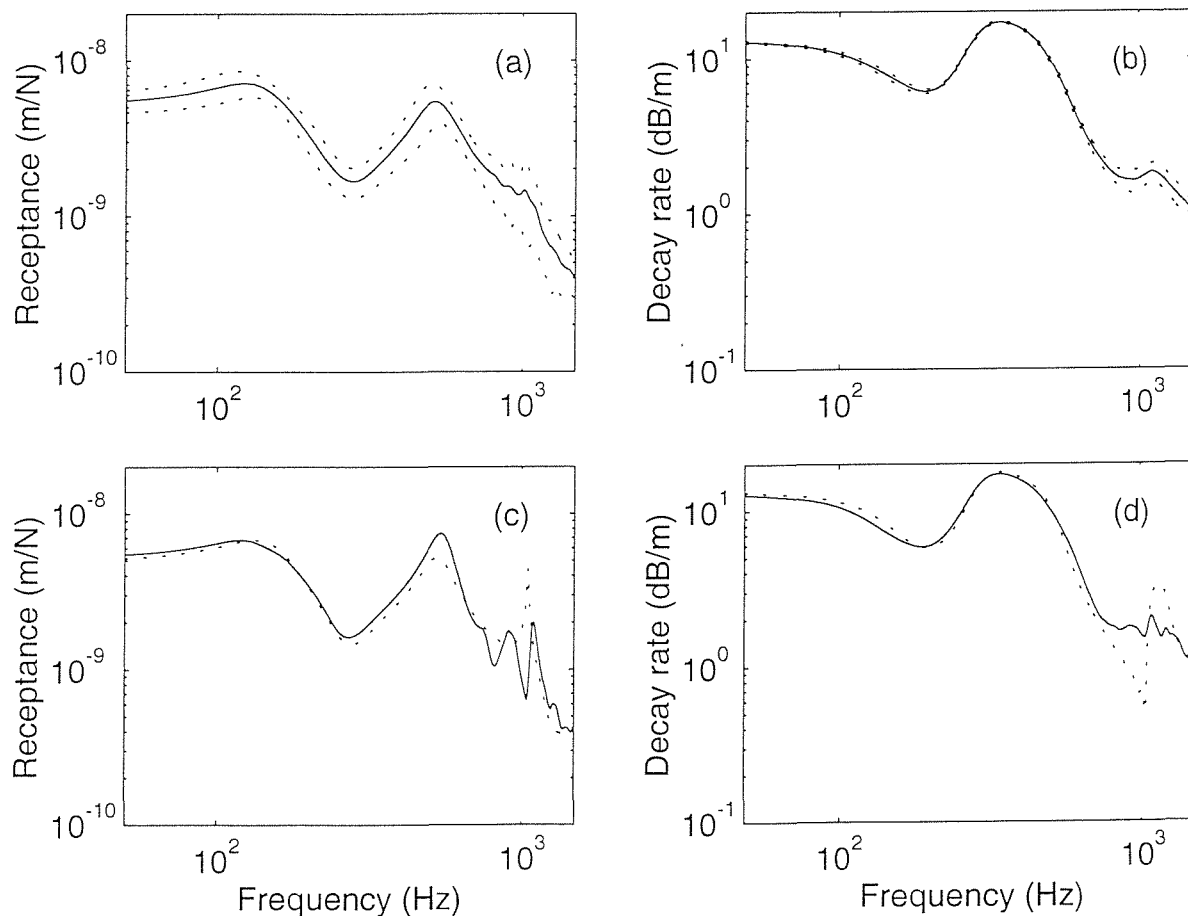 (a)
Receptance (m/N)
10^-8
10^-9
10^-10
10^2
10^3
(b)
Decay rate (dB/m)
10^1
10^0
10^-1
10^2
10^3
(c)
Receptance (m/N)
10^-8
10^-9
10^-10
10^2
10^3
Frequency (Hz)
(d)
Decay rate (dB/m)
10^1
10^0
10^-1
10^2
10^3
Frequency (Hz)